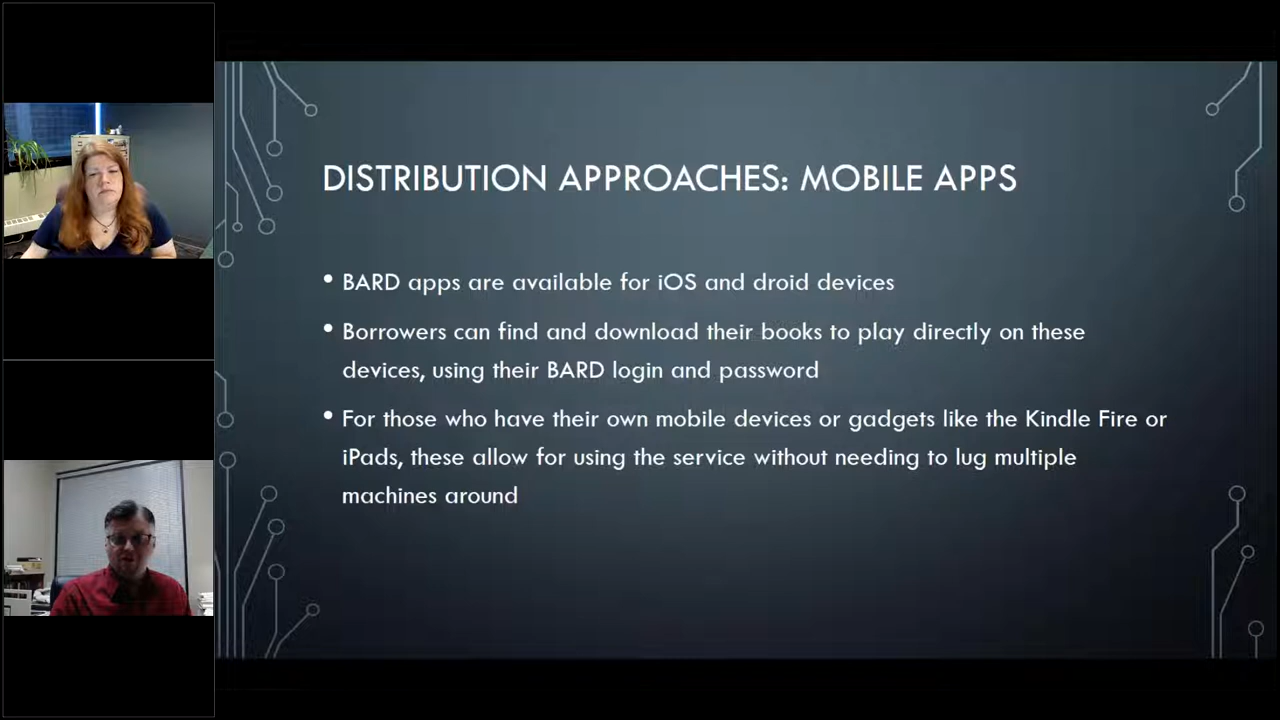 DISTRIBUTION APPROACHES: MOBILE APPS
• BARD apps are available for iOS and droid devices
• Borrowers can find and download their books to play directly on these
devices, using their BARD login and password
• For those who have their own mobile devices or gadgets like the Kindle Fire or
iPads, these allow for using the service without needing to lug multiple
machines around